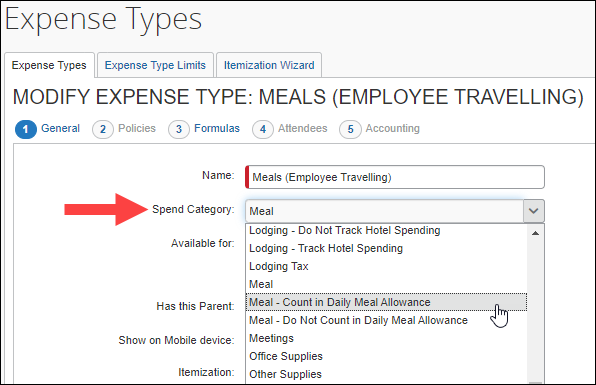 Expense Types
Expense Types Expense Type Limits Itemization Wizard
MODIFY EXPENSE TYPE: MEALS (EMPLOYEE TRAVELLING)
1 General 2 Policies 3 Formulas 4 Attendees 5 Accounting
Name: Meals (Employee Travelling)
Spend Category: Meal
Lodging - Do Not Track Hotel Spending
Available for: Lodging - Track Hotel Spending
Lodging Tax
Meal
Has this Parent: Meal - Count in Daily Meal Allowance
Meal - Do Not Count in Daily Meal Allowance
Show on Mobile device: Meetings
Office Supplies
Itemization: Other Supplies